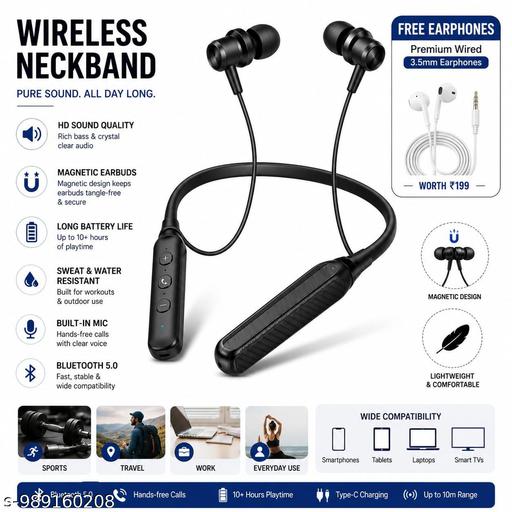 WIRELESS
NECKBAND
PURE SOUND. ALL DAY LONG.
HD SOUND QUALITY
Rich bass & crystal
clear audio
MAGNETIC EARBUDS
Magnetic design keeps
earbuds tangle-free
& secure
LONG BATTERY LIFE
Up to 10+ hours
of playtime
SWEAT & WATER
RESISTANT
Built for workouts
& outdoor use
BUILT-IN MIC
Hands-free calls
with clear voice
BLUETOOTH 5.0
Fast, stable &
wide compatibility
FREE EARPHONES
Premium Wired
3.5mm Earphones
WORTH ₹199
MAGNETIC DESIGN
LIGHTWEIGHT
& COMFORTABLE
SPORTS
TRAVEL
WORK
EVERYDAY USE
WIDE COMPATIBILITY
Smartphones
Tablets
Laptops
Smart TVs
Bluetooth 5.0
Hands-free Calls
10+ Hours Playtime
Type-C Charging
Up to 10m Range
s-989160208